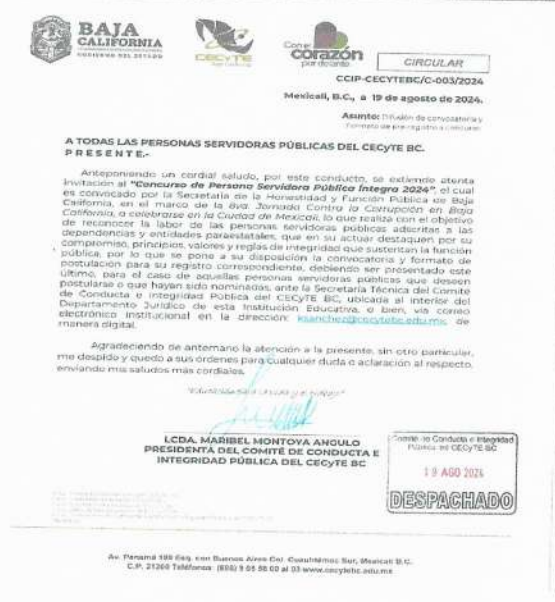 BAJA
CALIFORNIA
GOBIERNO DEL ESTADO
CECYTE
Con el
corazón
por delante
CIRCULAR
CCIP-CECYTEBC/C-003/2024
Mexicali, B.C., a 19 de agosto de 2024.
Asunto: Difusión de convocatoria y
Formato de pre registro a concurso
A TODAS LAS PERSONAS SERVIDORAS PÚBLICAS DEL CECyTE BC.
P R E S E N T E.-
Anteponiendo un cordial saludo, por este conducto, se extiende atenta
invitación al "Concurso de Persona Servidora Pública Íntegra 2024", el cual
es convocado por la Secretaría de la Honestidad y Función Pública de Baja
California, en el marco de la 8va Jornada Contra la Corrupción en Baja
California, a celebrarse en la Ciudad de Mexicali, lo que realiza con el objetivo
de reconocer la labor de las personas servidoras públicas adscritas a las
dependencias y entidades paraestatales, que en su actuar destaquen por su
compromiso, principios, valores y reglas de integridad que sustentan la función
pública, por lo que se pone a su disposición la convocatoria y formato de
postulación para su registro correspondiente, debiendo ser presentado este
último, para el caso de aquellas personas servidoras públicas que deseen
postularse o que hayan sido nominadas, ante la Secretaría Técnica del Comité
de Conducta e Integridad Pública del CECyTE BC, ubicada al interior del
Departamento Jurídico de esta Institución Educativa, o bien, vía correo
electrónico institucional en la dirección: ksanchez@cecytebc.edu.mx, de
manera digital.
Agradeciendo de antemano la atención a la presente, sin otro particular,
me despido y quedo a sus órdenes para cualquier duda o aclaración al respecto,
enviando mis saludos más cordiales.
LCDA. MARIBEL MONTOYA ANGULO
PRESIDENTA DEL COMITÉ DE CONDUCTA E
INTEGRIDAD PÚBLICA DEL CECyTE BC
Comité de Conducta e Integridad
Pública del CECyTE BC
19 AGO 2024
DESPACHADO
Av. Panamá 199 Esq. con Buenos Aires Col. Cuauhtémoc Sur, Mexicali B.C.
C.P. 21200 Teléfonos: (686) 9 05 56 00 al 03 www.cecytebc.edu.mx